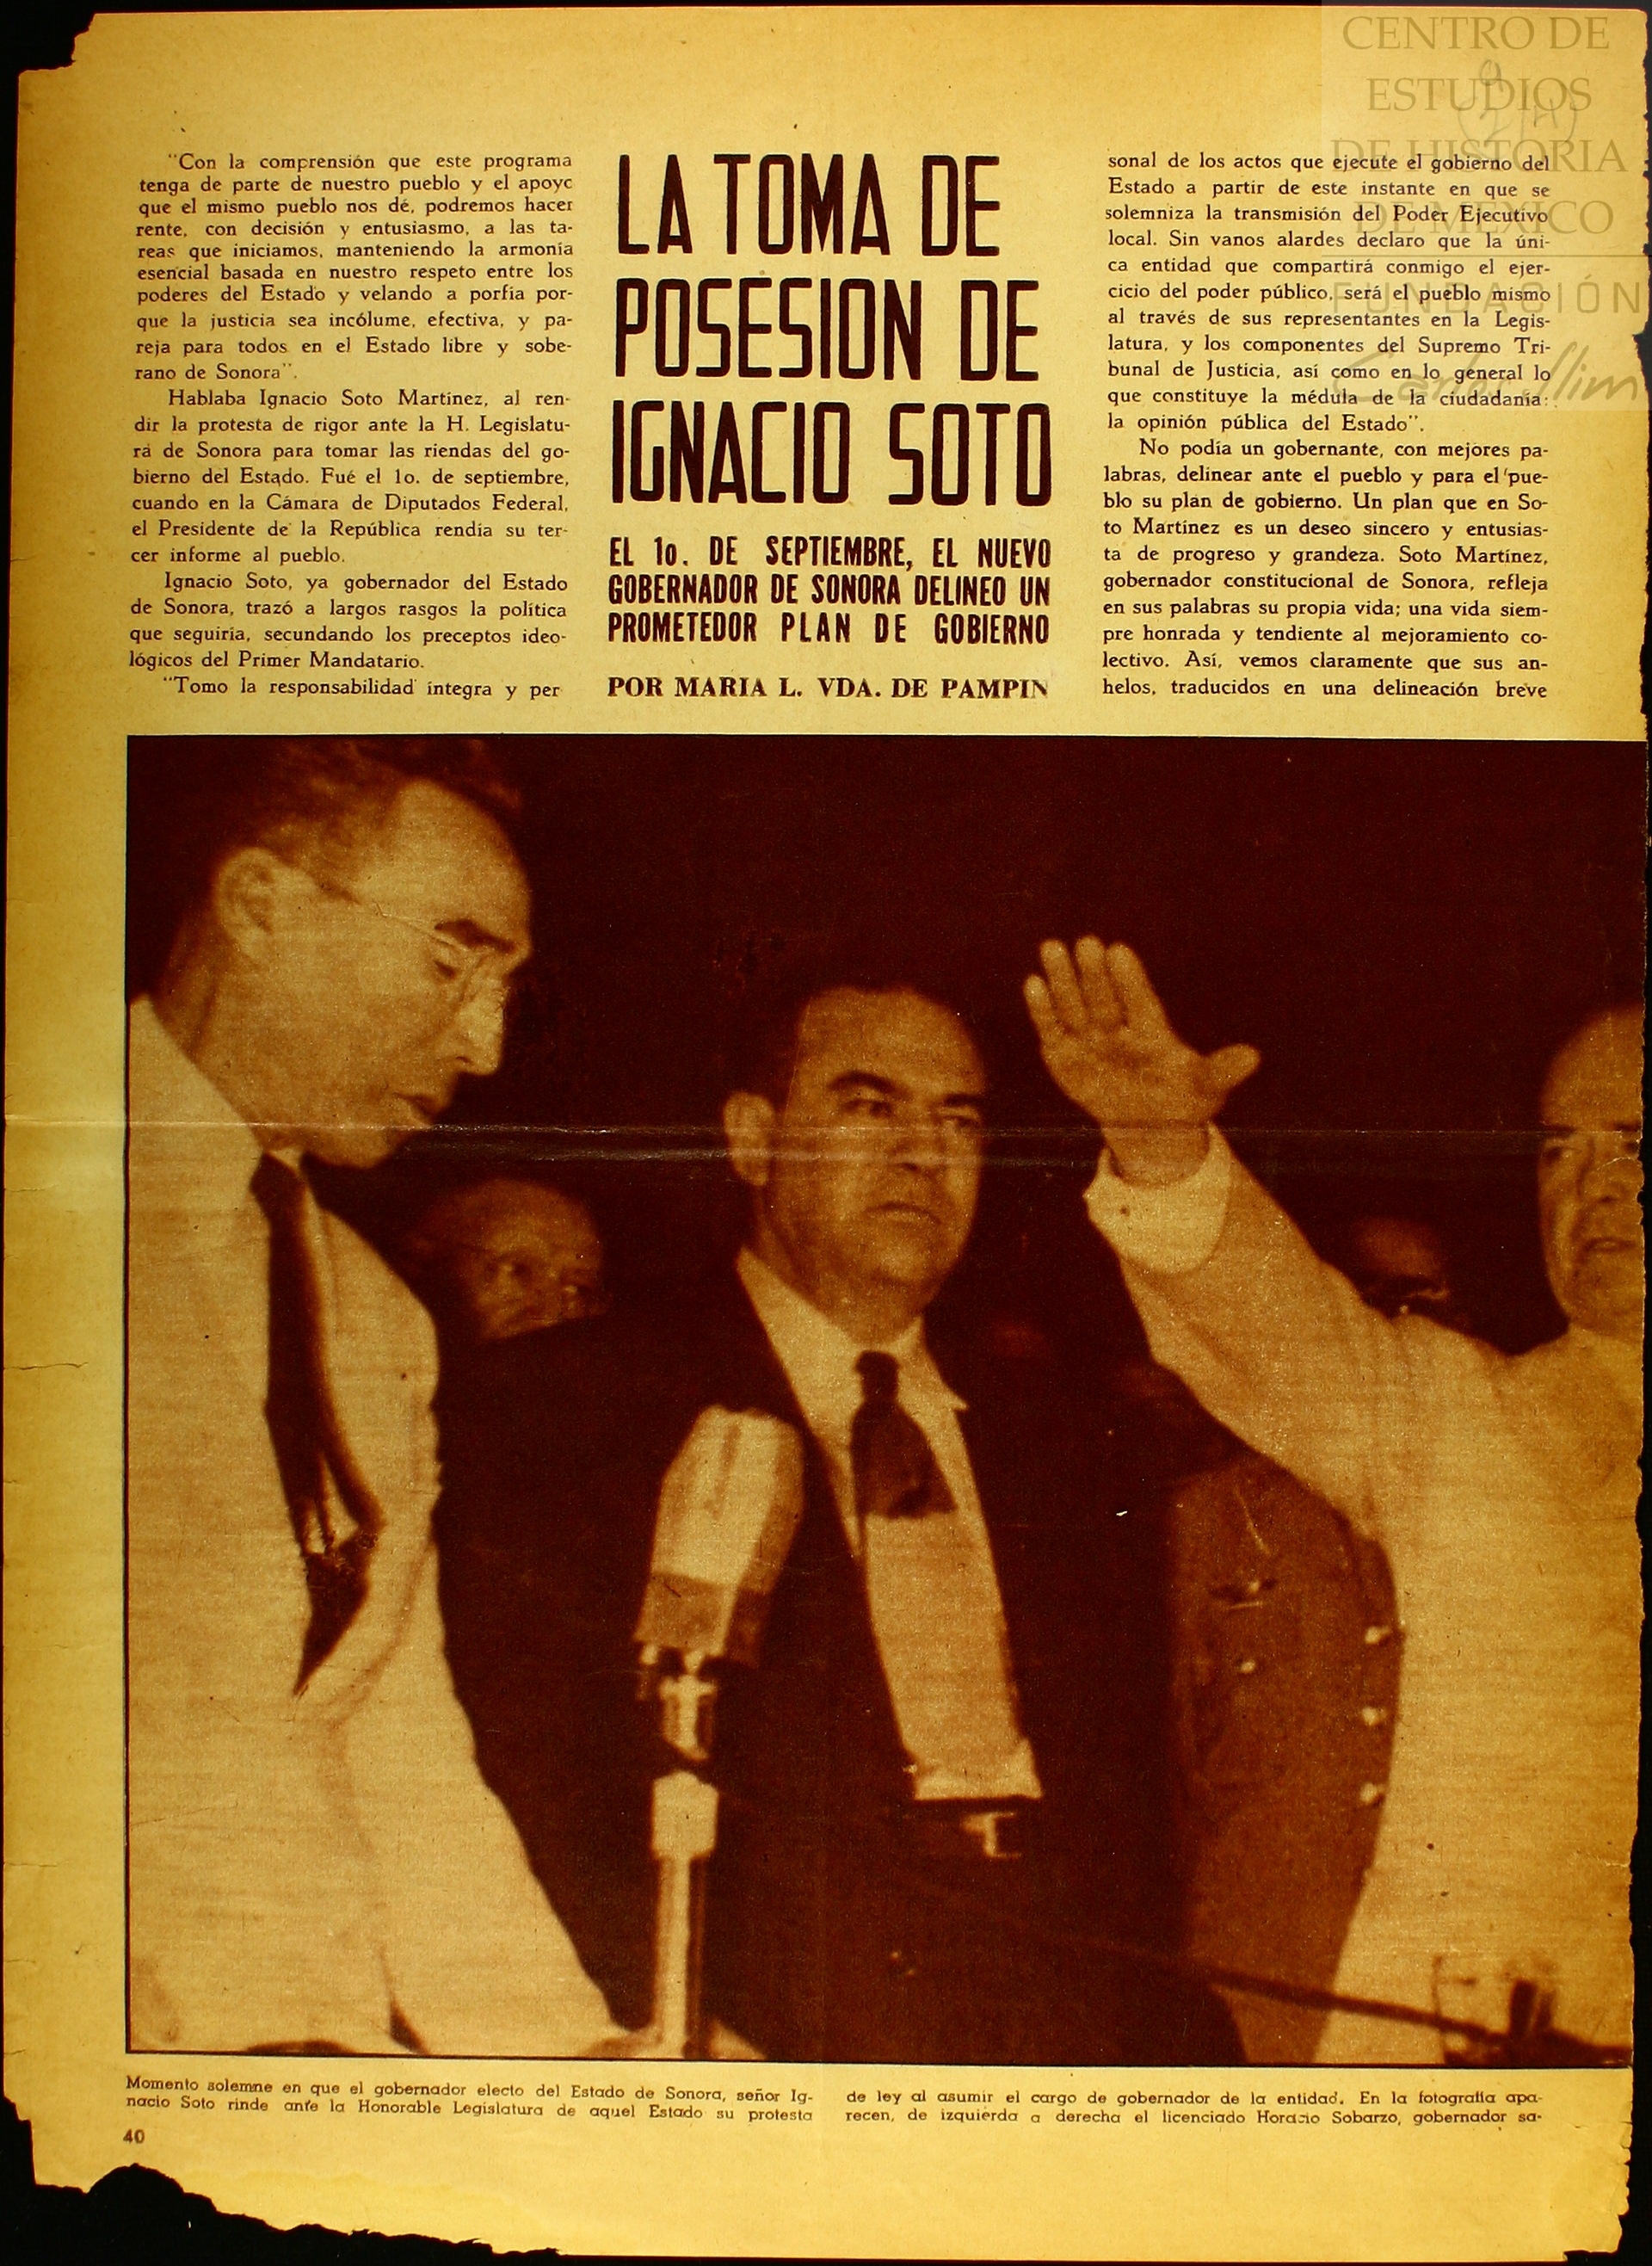 CENTRO DE
ESTUDIOS
DE HISTORIA
DE MÉXICO
FUNDACIÓN
Carlos Slim
"Con la comprensión que este programa
tenga de parte de nuestro pueblo y el apoyo
que el mismo pueblo nos dé, podremos hacer
rente, con decisión y entusiasmo, a las ta-
reas que iniciamos, manteniendo la armonía
esencial basada en nuestro respeto entre los
poderes del Estado y velando a porfía por-
que la justicia sea incólume, efectiva, y pa-
reja para todos en el Estado libre y sobe-
rano de Sonora".
Hablaba Ignacio Soto Martínez, al ren-
dir la protesta de rigor ante la H. Legislatu-
ra de Sonora para tomar las riendas del go-
bierno del Estado. Fué el 1o. de septiembre,
cuando en la Cámara de Diputados Federal,
el Presidente de la República rendía su ter-
cer informe al pueblo.
Ignacio Soto, ya gobernador del Estado
de Sonora, trazó a largos rasgos la política
que seguiría, secundando los preceptos ideo-
lógicos del Primer Mandatario.
"Tomo la responsabilidad íntegra y per
LA TOMA DE
POSESION DE
IGNACIO SOTO
EL 1o. DE SEPTIEMBRE, EL NUEVO
GOBERNADOR DE SONORA DELINEO UN
PROMETEDOR PLAN DE GOBIERNO
POR MARIA L. VDA. DE PAMPIN
sonal de los actos que ejecute el gobierno del
Estado a partir de este instante en que se
solemniza la transmisión del Poder Ejecutivo
local. Sin vanos alardes declaro que la úni-
ca entidad que compartirá conmigo el ejer-
cicio del poder público, será el pueblo mismo
al través de sus representantes en la Legis-
latura, y los componentes del Supremo Tri-
bunal de Justicia, así como en lo general lo
que constituye la médula de la ciudadanía:
la opinión pública del Estado".
No podía un gobernante, con mejores pa-
labras, delinear ante el pueblo y para el pue-
blo su plan de gobierno. Un plan que en So-
to Martínez es un deseo sincero y entusias-
ta de progreso y grandeza. Soto Martínez,
gobernador constitucional de Sonora, refleja
en sus palabras su propia vida; una vida siem-
pre honrada y tendiente al mejoramiento co-
lectivo. Así, vemos claramente que sus an-
helos, traducidos en una delineación breve
Momento solemne en que el gobernador electo del Estado de Sonora, señor Ig-
nacio Soto rinde ante la Honorable Legislatura de aquel Estado su protesta
de ley al asumir el cargo de gobernador de la entidad. En la fotografía apa-
recen, de izquierda a derecha el licenciado Horacio Sobarzo, gobernador sa-
40